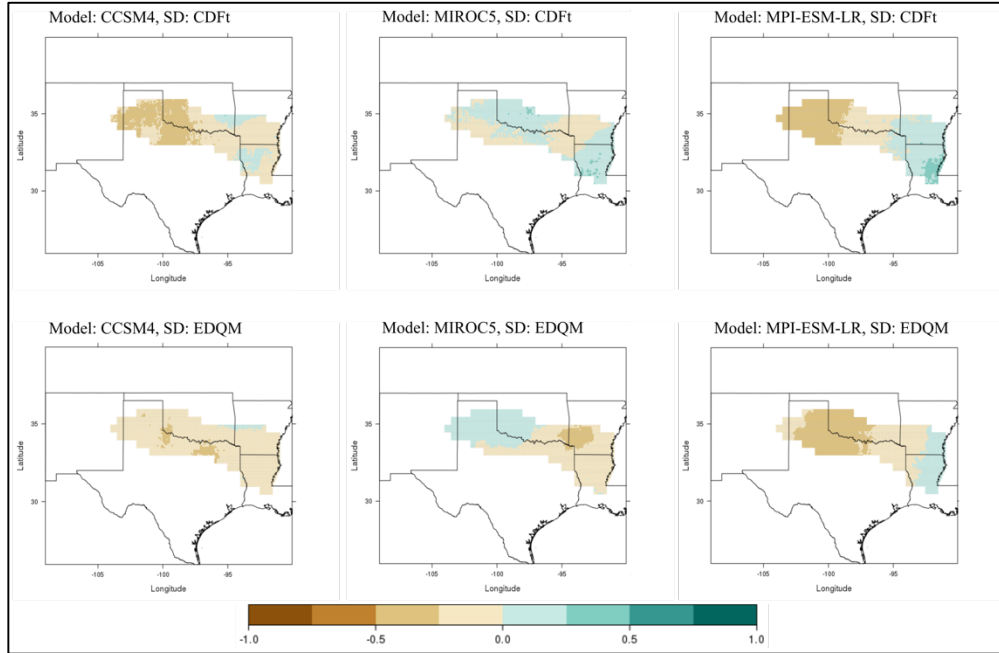 Model: CCSM4, SD: CDFt
Model: MIROC5, SD: CDFt
Model: MPI-ESM-LR, SD: CDFt
35
30
Latitude
-105
-100
-95
Longitude
35
30
Latitude
-105
-100
-95
Longitude
35
30
Latitude
-105
-100
-95
Longitude
Model: CCSM4, SD: EDQM
Model: MIROC5, SD: EDQM
Model: MPI-ESM-LR, SD: EDQM
35
30
Latitude
-105
-100
-95
Longitude
35
30
Latitude
-105
-100
-95
Longitude
35
30
Latitude
-105
-100
-95
Longitude
-1.0
-0.5
0.0
0.5
1.0